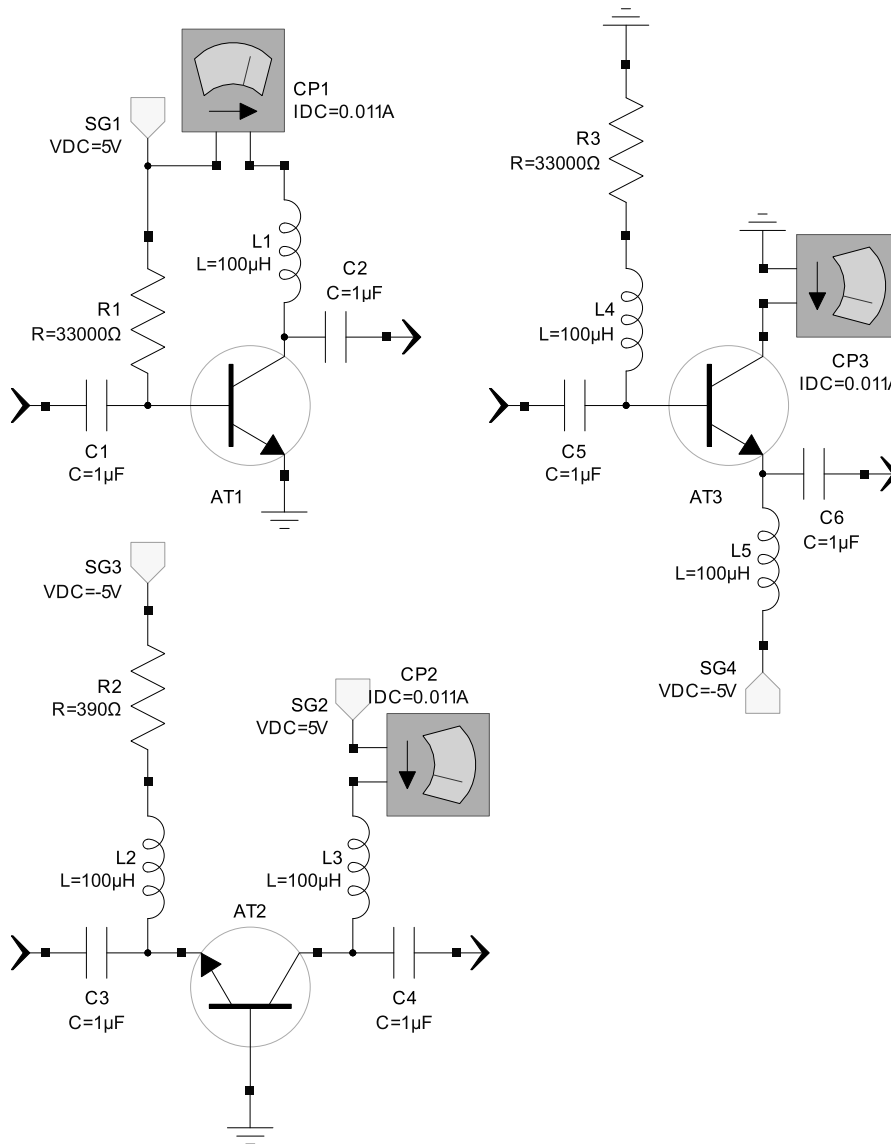 CP1
IDC=0.011A
SG1
VDC=5V
R3
R=33000Ω
L1
L=100µH
C2
C=1µF
R1
R=33000Ω
L4
L=100µH
CP3
IDC=0.011A
C1
C=1µF
AT1
C5
C=1µF
AT3
C6
C=1µF
L5
L=100µH
SG3
VDC=-5V
SG4
VDC=-5V
R2
R=390Ω
CP2
IDC=0.011A
SG2
VDC=5V
L2
L=100µH
L3
L=100µH
AT2
C3
C=1µF
C4
C=1µF